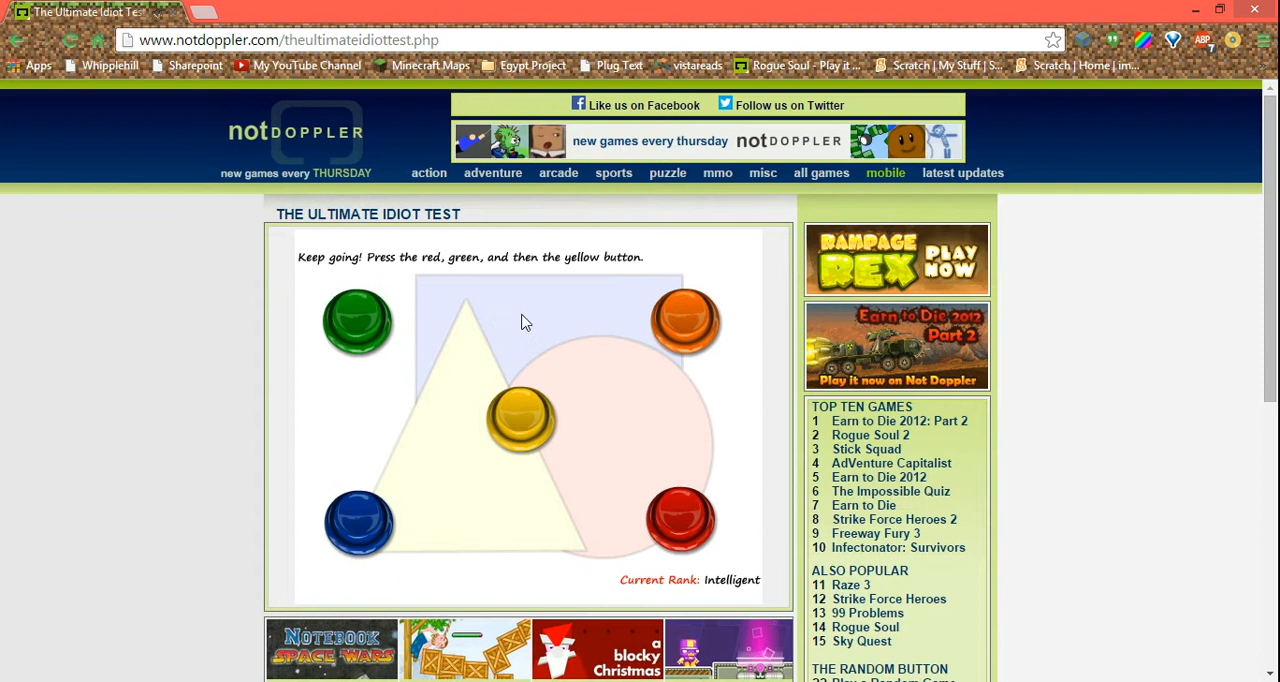 The Ultimate Idiot Tes
www.notdoppler.com/theultimateidiottest.php
ABP
7
Apps Whipplehill Sharepoint My YouTube Channel Minecraft Maps Egypt Project Plug Text vistareads Rogue Soul - Play it ... Scratch | My Stuff | S... Scratch | Home | im...
Like us on Facebook Follow us on Twitter
notDOPPLER
new games every thursday notDOPPLER
new games every THURSDAY
action adventure arcade sports puzzle mmo misc all games mobile latest updates
THE ULTIMATE IDIOT TEST
Keep going! Press the red, green, and then the yellow button.
Current Rank: Intelligent
RAMPAGE
REX
PLAY
NOW
Earn to Die 2012
Part 2
Play it now on Not Doppler
TOP TEN GAMES
1 Earn to Die 2012: Part 2
2 Rogue Soul 2
3 Stick Squad
4 AdVenture Capitalist
5 Earn to Die 2012
6 The Impossible Quiz
7 Earn to Die
8 Strike Force Heroes 2
9 Freeway Fury 3
10 Infectonator: Survivors
ALSO POPULAR
11 Raze 3
12 Strike Force Heroes
13 99 Problems
14 Rogue Soul
15 Sky Quest
THE RANDOM BUTTON
Play a Random Game
NOTEBOOK
SPACE WARS
a
blocky
Christmas